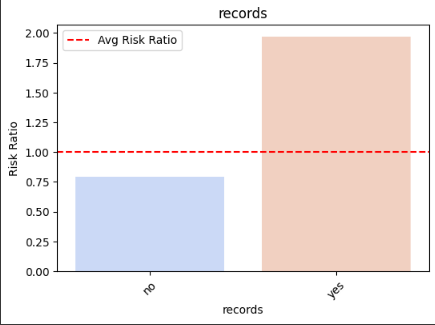 records
Avg Risk Ratio
2.00
1.75
1.50
1.25
1.00
0.75
0.50
0.25
0.00
Risk Ratio
no
yes
records